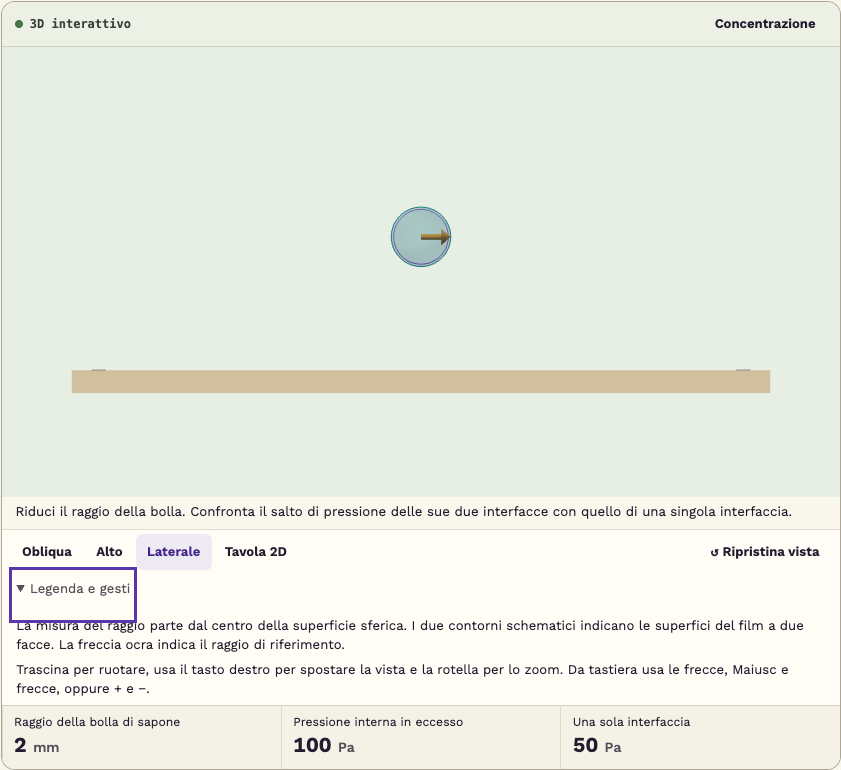 3D interattivo
Concentrazione
Riduci il raggio della bolla. Confronta il salto di pressione delle sue due interfacce con quello di una singola interfaccia.
Obliqua Alto Laterale Tavola 2D ↺ Ripristina vista
▼ Legenda e gesti
La misura del raggio parte dal centro della superficie sferica. I due contorni schematici indicano le superfici del film a due
facce. La freccia ocra indica il raggio di riferimento.
Trascina per ruotare, usa il tasto destro per spostare la vista e la rotella per lo zoom. Da tastiera usa le frecce, Maiusc e
frecce, oppure + e −.
Raggio della bolla di sapone
2 mm
Pressione interna in eccesso
100 Pa
Una sola interfaccia
50 Pa